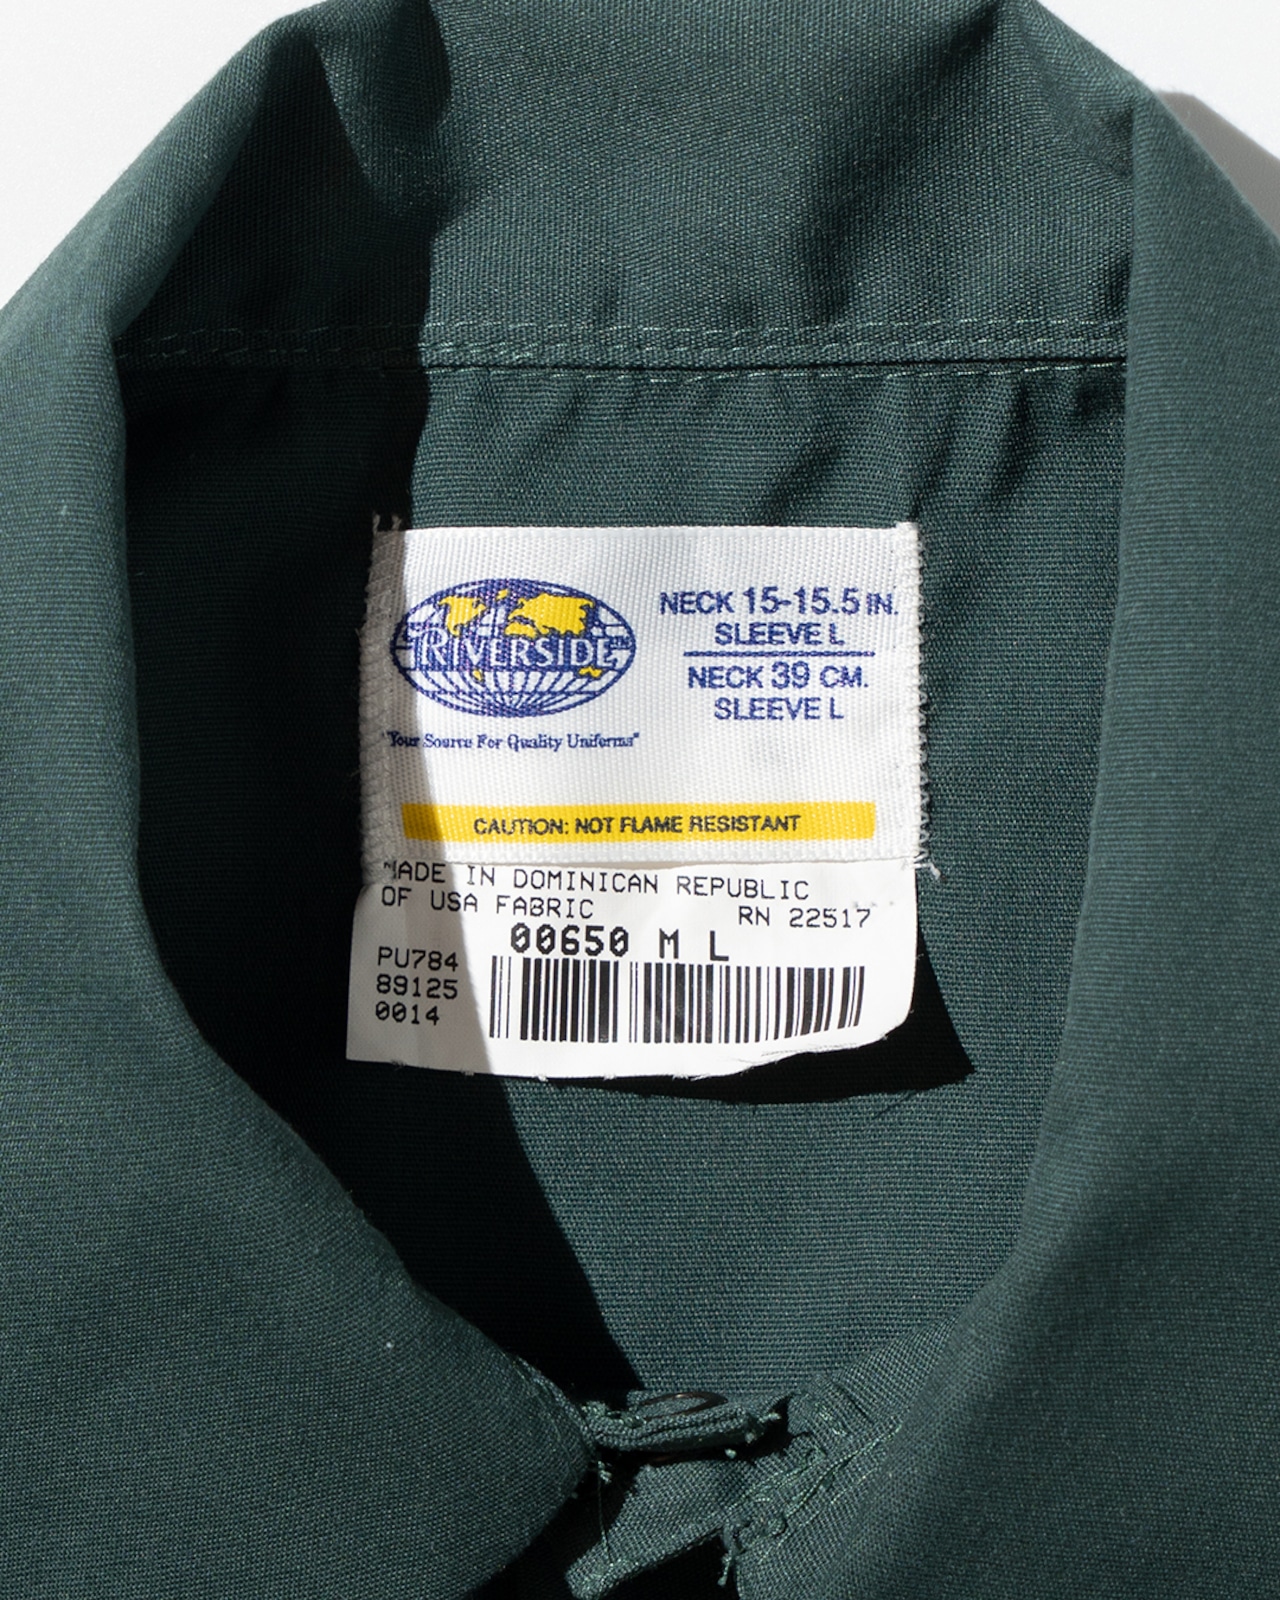 RIVERSIDE
"Your Source For Quality Uniforms"
NECK 15-15.5 IN.
SLEEVE L
NECK 39 CM.
SLEEVE L
CAUTION: NOT FLAME RESISTANT
MADE IN DOMINICAN REPUBLIC
OF USA FABRIC RN 22517
00650 M L
PU784
89125
0014